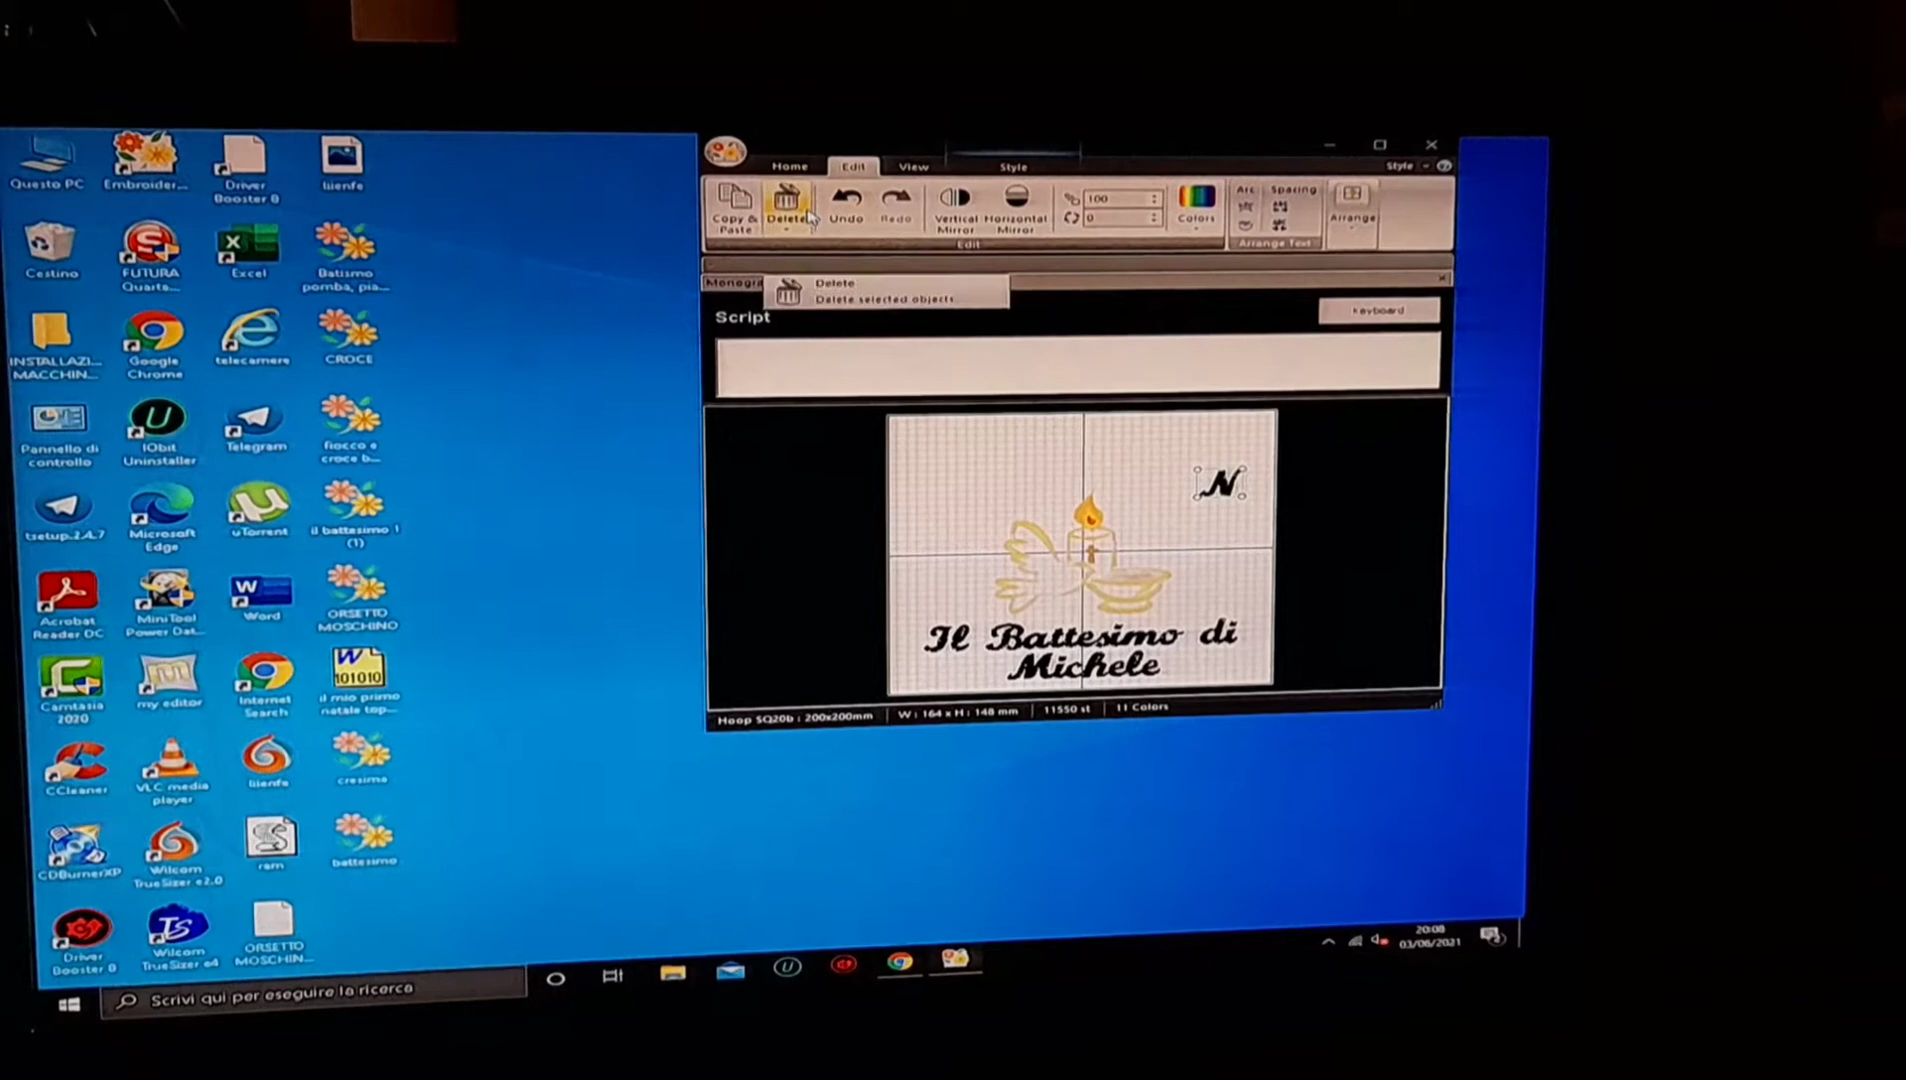 Questo PC
Embroider...
Driver
Booster 8
lilienfe
Cestino
FUTURA
Quarte...
Excel
Batismo
pomba, pia...
INSTALLAZI...
MACCHIN...
Google
Chrome
telecamere
CROCE
Pannello di
controllo
IObit
Uninstaller
Telegram
fiocco e
croce b...
tsetup.2.4.7
Microsoft
Edge
uTorrent
il battesimo 1
(1)
Acrobat
Reader DC
MiniTool
Power Dat...
Word
ORSETTO
MOSCHINO
Camtasia
2020
my editor
Internet
Search
101010
il mio primo
natale top...
CCleaner
VLC media
player
cresima
CDBurnerXP
Wilcom
TrueSizer e2.0
ram
battesimo
Driver
Booster 8
TS
Wilcom
TrueSizer e4
ORSETTO
MOSCHIN...
Home
Edit
View
Style
Style
Copy &
Paste
Delete
Undo
Redo
Vertical
Mirror
Horizontal
Mirror
100
0
Colors
Arc
Spacing
Arrange
Edit
Arrange Text
Monogra
Delete
Delete selected objects
Script
Keyboard
N
Il Battesimo di
Michele
Hoop SQ20b : 200x200mm
W : 164 x H : 148 mm
11550 st
11 Colors
Scrivi qui per eseguire la ricerca
20:08
03/06/2021